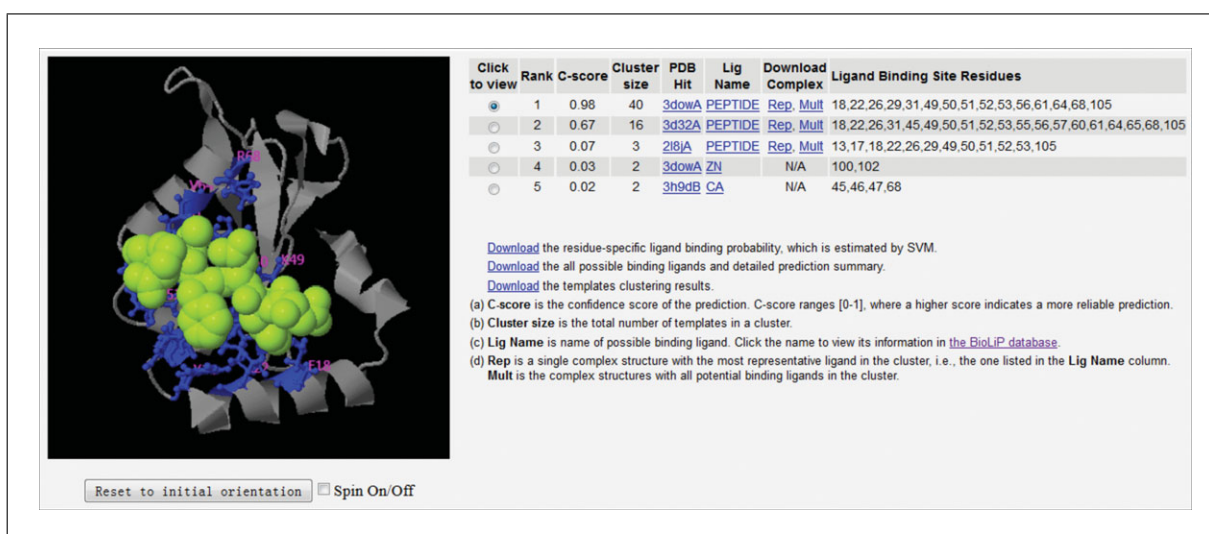 Click to view Rank C-score Cluster size PDB Hit Lig Name Download Complex Ligand Binding Site Residues
1 0.98 40 3dowA PEPTIDE Rep, Mult 18,22,26,29,31,49,50,51,52,53,56,61,64,68,105
2 0.67 16 3d32A PEPTIDE Rep, Mult 18,22,26,31,45,49,50,51,52,53,55,56,57,60,61,64,65,68,105
3 0.07 3 2l8jA PEPTIDE Rep, Mult 13,17,18,22,26,29,49,50,51,52,53,105
4 0.03 2 3dowA ZN N/A 100,102
5 0.02 2 3h9dB CA N/A 45,46,47,68
Download the residue-specific ligand binding probability, which is estimated by SVM.
Download the all possible binding ligands and detailed prediction summary.
Download the templates clustering results.
(a) C-score is the confidence score of the prediction. C-score ranges [0-1], where a higher score indicates a more reliable prediction.
(b) Cluster size is the total number of templates in a cluster.
(c) Lig Name is name of possible binding ligand. Click the name to view its information in the BioLiP database.
(d) Rep is a single complex structure with the most representative ligand in the cluster, i.e., the one listed in the Lig Name column.
Mult is the complex structures with all potential binding ligands in the cluster.
R68
E18
Reset to initial orientation Spin On/Off